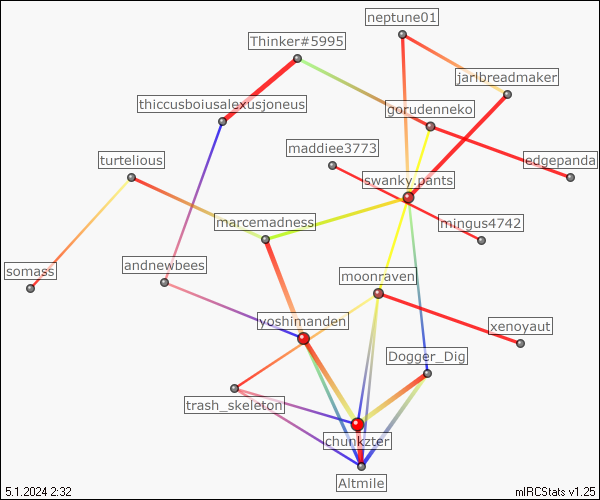 neptune01
Thinker#5995
jarlbreadmaker
thiccusboiusalexusjoneus
gorudenneko
maddiee3773
turtelious
edgepanda
swanky.pants
marcemadness
mingus4742
somass
andnewbees
moonraven
yoshimanden
xenoyaut
Dogger_Dig
trash_skeleton
chunkzter
Altmile
5.1.2024 2:32
mIRCStats v1.25